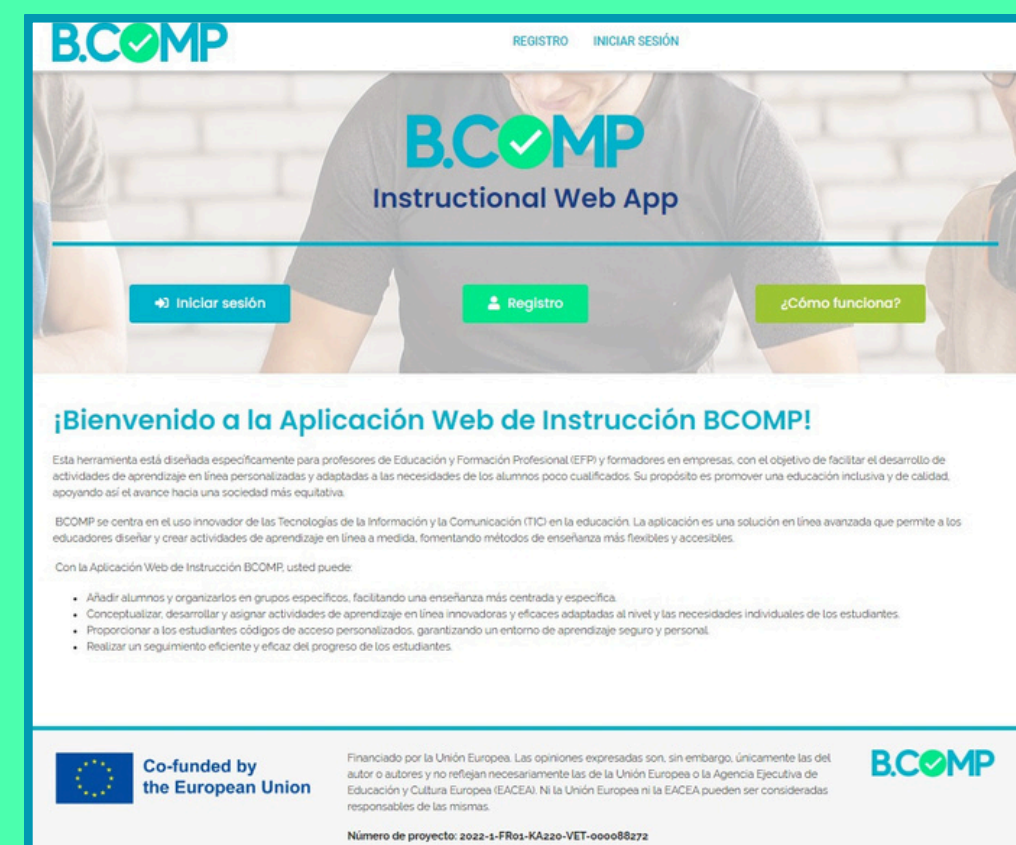 B.COMP
REGISTRO INICIAR SESIÓN
B.COMP
Instructional Web App
Iniciar sesión
Registro
¿Cómo funciona?
¡Bienvenido a la Aplicación Web de Instrucción BCOMP!
Esta herramienta está diseñada específicamente para profesores de Educación y Formación Profesional (EFP) y formadores en empresas, con el objetivo de facilitar el desarrollo de
actividades de aprendizaje en línea personalizadas y adaptadas a las necesidades de los alumnos poco cualificados. Su propósito es promover una educación inclusiva y de calidad,
apoyando así el avance hacia una sociedad más equitativa.
BCOMP se centra en el uso innovador de las Tecnologías de la Información y la Comunicación (TIC) en la educación. La aplicación es una solución en línea avanzada que permite a los
educadores diseñar y crear actividades de aprendizaje en línea a medida, fomentando métodos de enseñanza más flexibles y accesibles.
Con la Aplicación Web de Instrucción BCOMP, usted puede:
• Añadir alumnos y organizarlos en grupos específicos, facilitando una enseñanza más centrada y específica.
• Conceptualizar, desarrollar y asignar actividades de aprendizaje en línea innovadoras y eficaces adaptadas al nivel y las necesidades individuales de los estudiantes.
• Proporcionar a los estudiantes códigos de acceso personalizados, garantizando un entorno de aprendizaje seguro y personal.
• Realizar un seguimiento eficiente y eficaz del progreso de los estudiantes.
Co-funded by
the European Union
Financiado por la Unión Europea. Las opiniones expresadas son, sin embargo, únicamente las del
autor o autores y no reflejan necesariamente las de la Unión Europea o la Agencia Ejecutiva de
Educación y Cultura Europea (EACEA). Ni la Unión Europea ni la EACEA pueden ser consideradas
responsables de las mismas.
Número de proyecto: 2022-1-FR01-KA220-VET-000088272
B.COMP